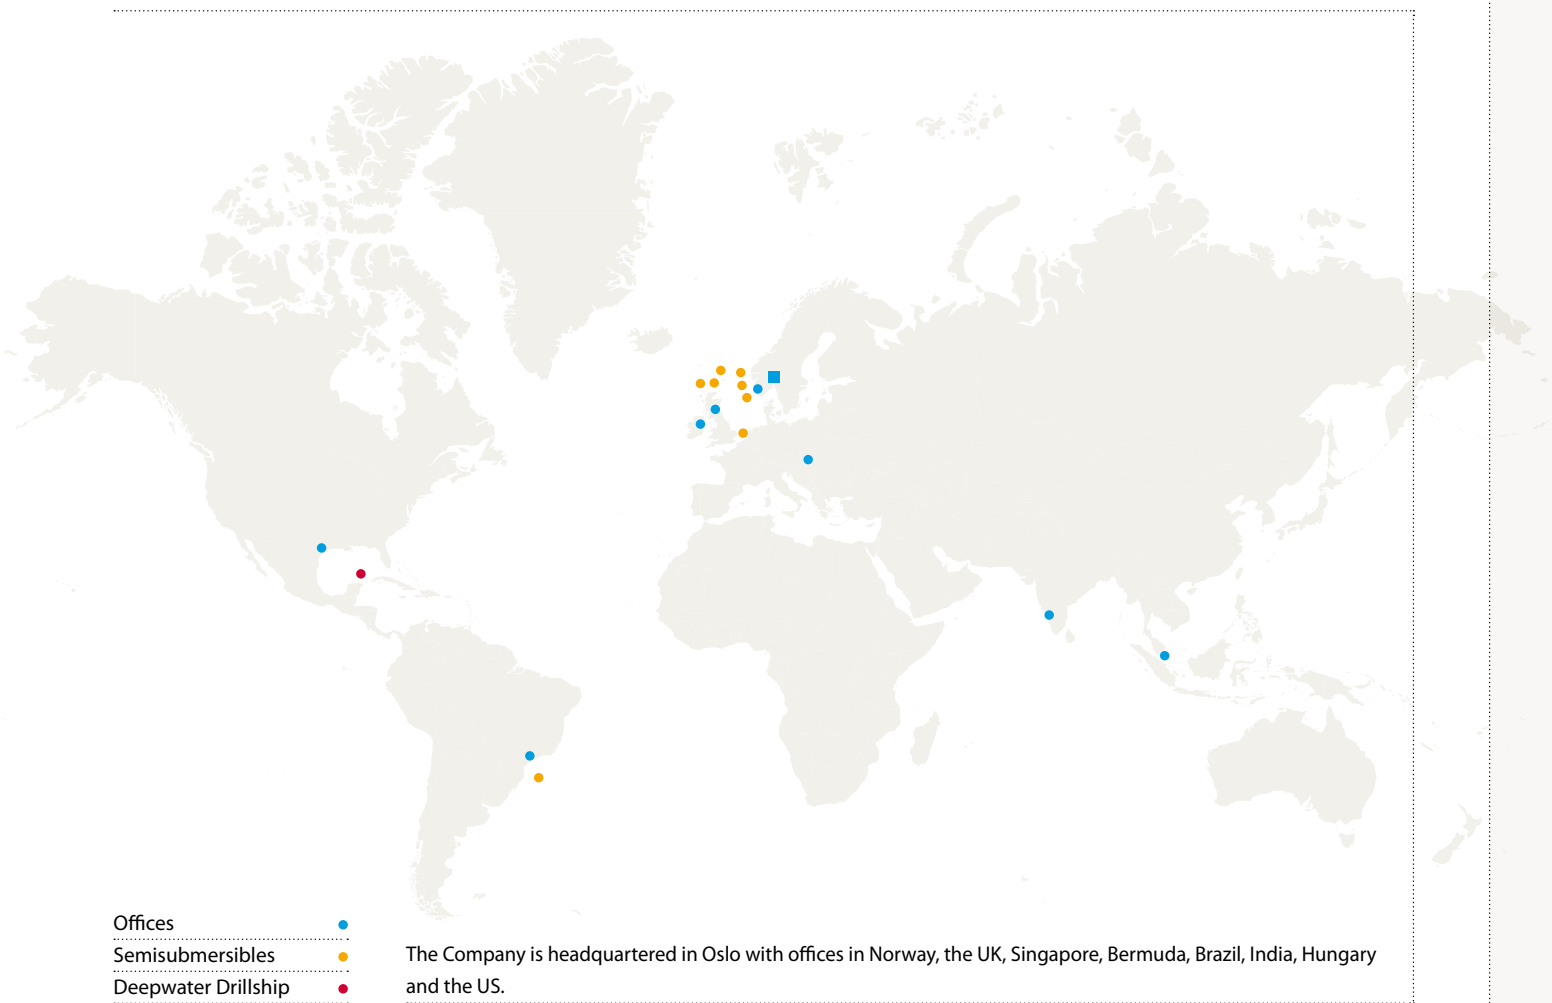 Offices
Semisubmersibles
Deepwater Drillship
The Company is headquartered in Oslo with offices in Norway, the UK, Singapore, Bermuda, Brazil, India, Hungary
and the US.